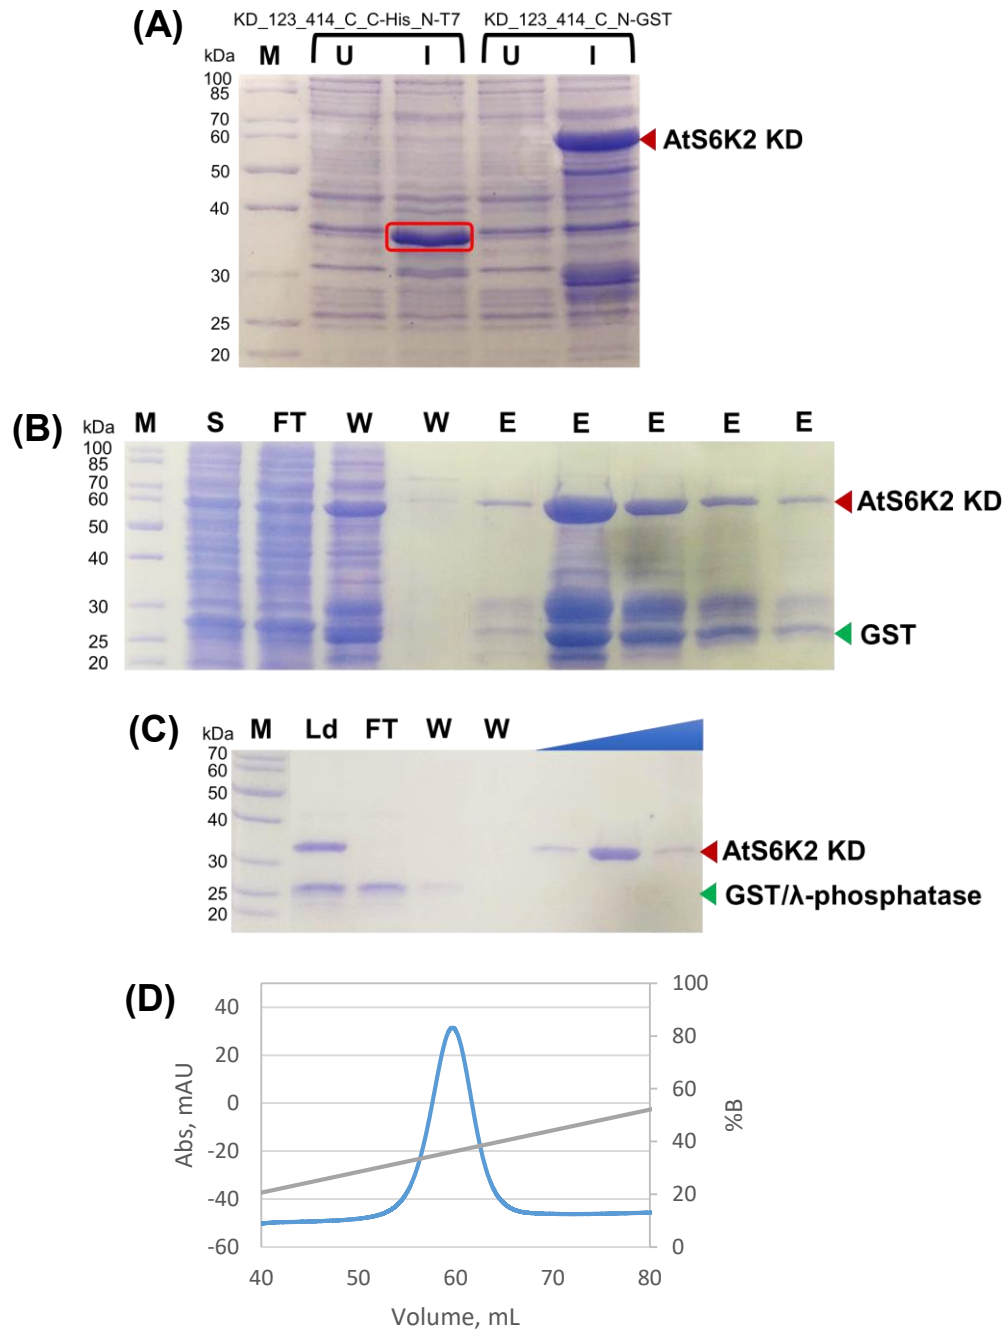 (A)
KD_123_414_C_C-His_N-T7 KD_123_414_C_N-GST
kDa M U I U I
100
85
70
60
AtS6K2 KD
50
40
30
25
20
(B)
kDa M S FT W W E E E E E
100
85
70
60
AtS6K2 KD
50
40
30
25
GST
20
(C)
kDa M Ld FT W W
70
60
50
40
AtS6K2 KD
30
25
GST/λ-phosphatase
20
(D)
Abs, mAU
40
20
0
-20
-40
-60
100
80
60
40
20
0
%B
40 50 60 70 80
Volume, mL